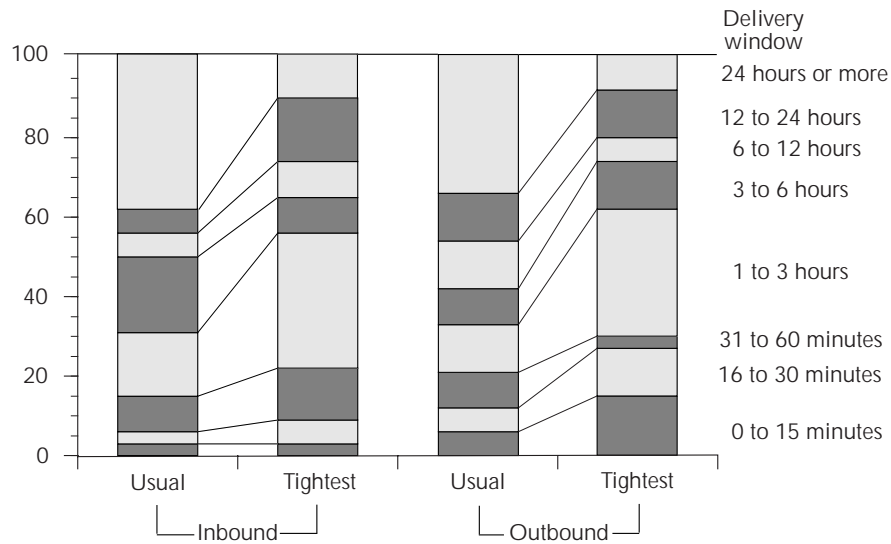 Delivery
window
100
80
60
40
20
0
24 hours or more
12 to 24 hours
6 to 12 hours
3 to 6 hours
1 to 3 hours
31 to 60 minutes
16 to 30 minutes
0 to 15 minutes
Usual Tightest Usual Tightest
Inbound Outbound